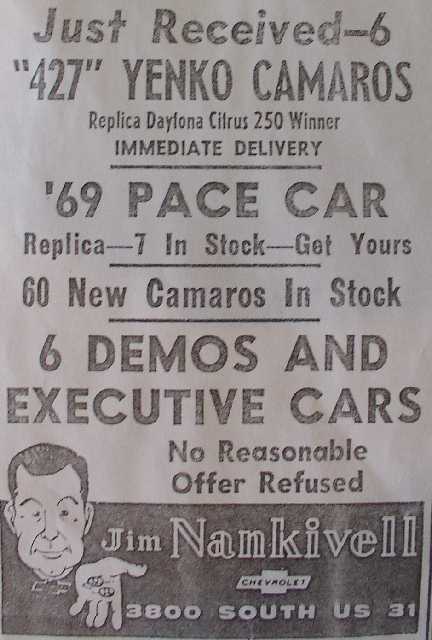 Just Received—6
"427" YENKO CAMAROS
Replica Daytona Citrus 250 Winner
IMMEDIATE DELIVERY
'69 PACE CAR
Replica—7 In Stock—Get Yours
60 New Camaros In Stock
6 DEMOS AND
EXECUTIVE CARS
No Reasonable
Offer Refused
Jim Nankivell
CHEVROLET
3800 SOUTH US 31